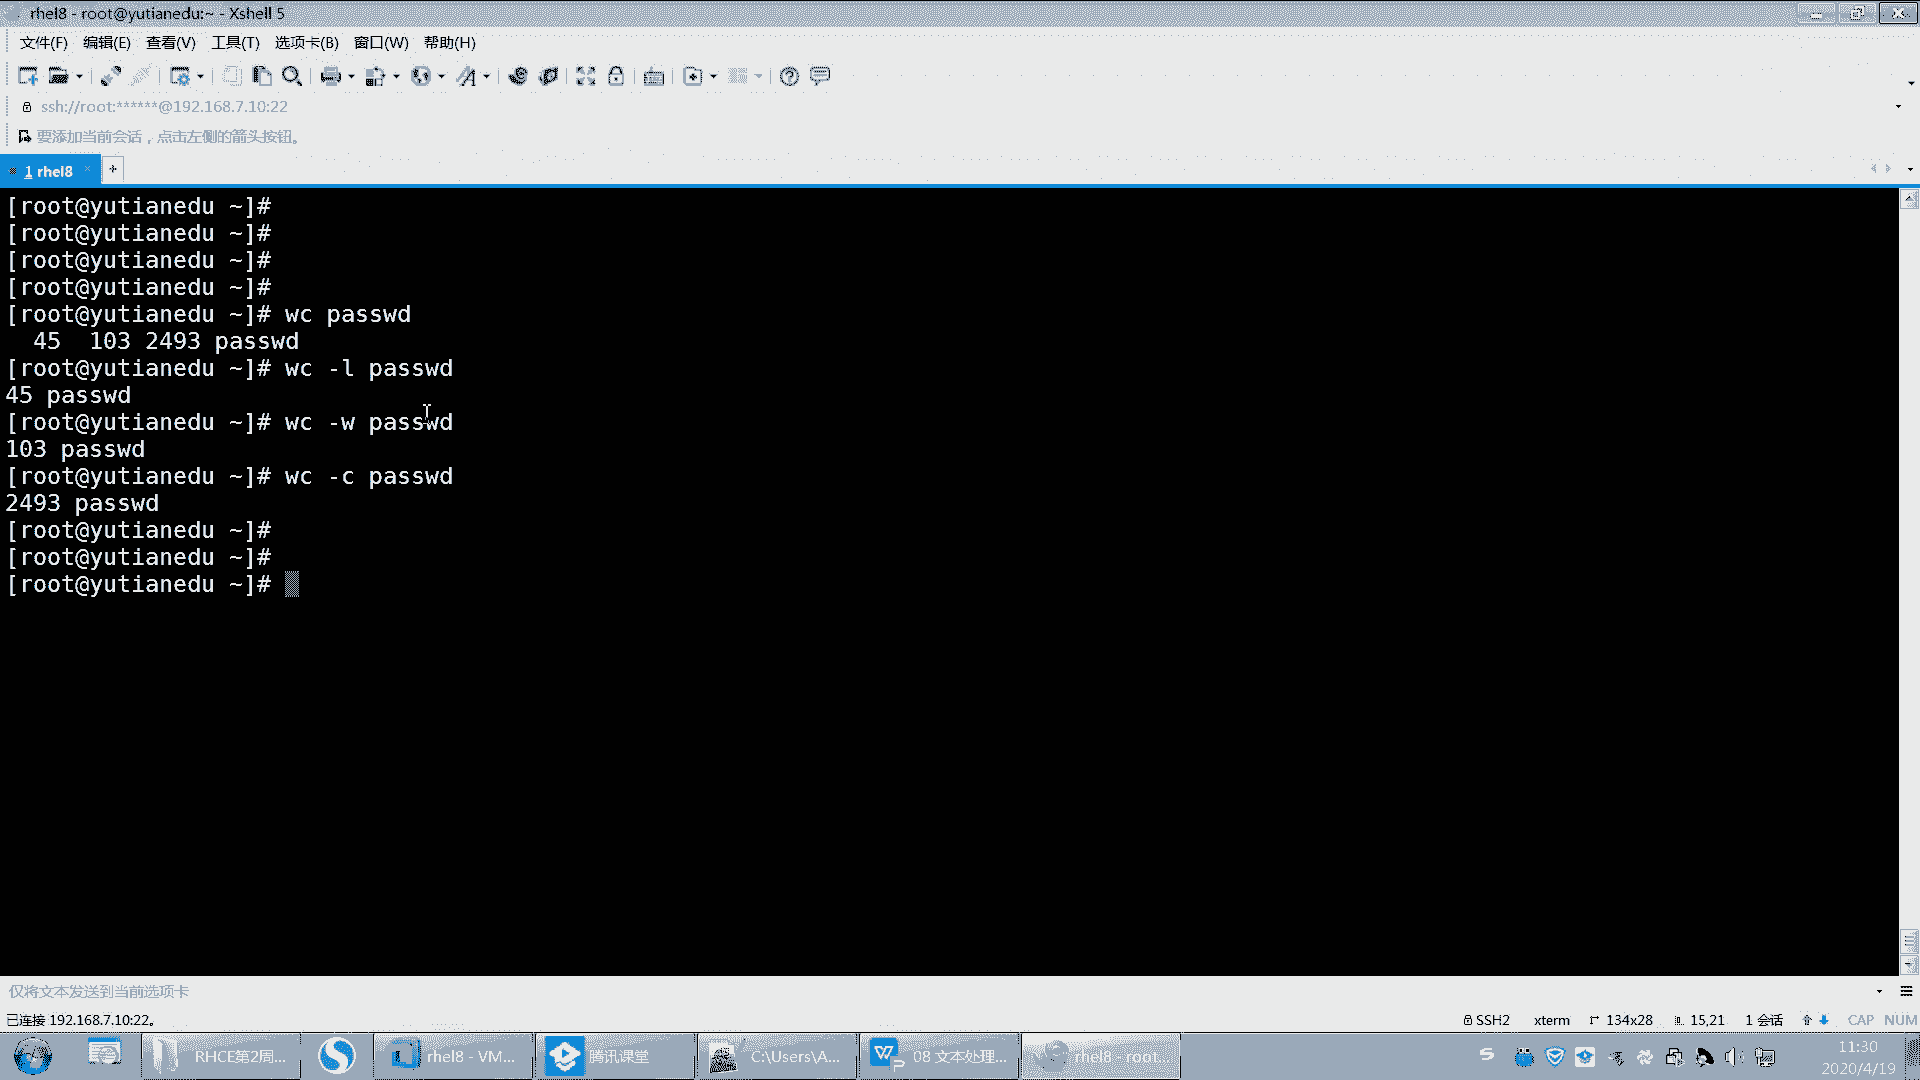 rhel8 - root@yutianedu:~ - Xshell 5
文件(F) 编辑(E) 查看(V) 工具(T) 选项卡(B) 窗口(W) 帮助(H)
ssh://root:******@192.168.7.10:22
要添加当前会话，点击左侧的箭头按钮。
1 rhel8
[root@yutianedu ~]#
[root@yutianedu ~]#
[root@yutianedu ~]#
[root@yutianedu ~]#
[root@yutianedu ~]# wc passwd
45 103 2493 passwd
[root@yutianedu ~]# wc -l passwd
45 passwd
[root@yutianedu ~]# wc -w passwd
103 passwd
[root@yutianedu ~]# wc -c passwd
2493 passwd
[root@yutianedu ~]#
[root@yutianedu ~]#
[root@yutianedu ~]#
仅将文本发送到当前选项卡
已连接 192.168.7.10:22。 SSH2 xterm 134x28 15,21 1 会话 CAP NUM
RHCE第2周... rhel8 - VM... 腾讯课堂 C:\Users\A... 08 文本处理... rhel8 - root... 11:30
2020/4/19